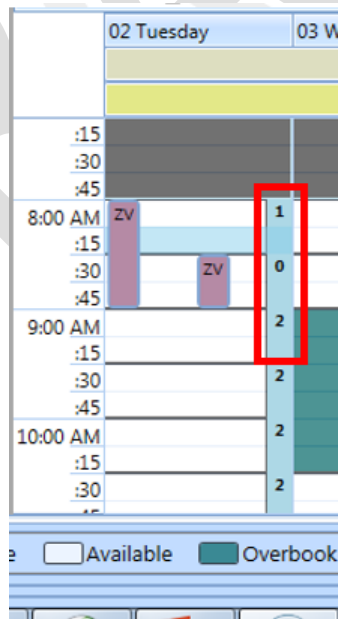 02 Tuesday 03 W
:15
:30
:45
8:00 AM ZV 1
:15
:30 ZV 0
:45
9:00 AM 2
:15
:30 2
:45
10:00 AM 2
:15
:30 2
:45
e Available Overbook